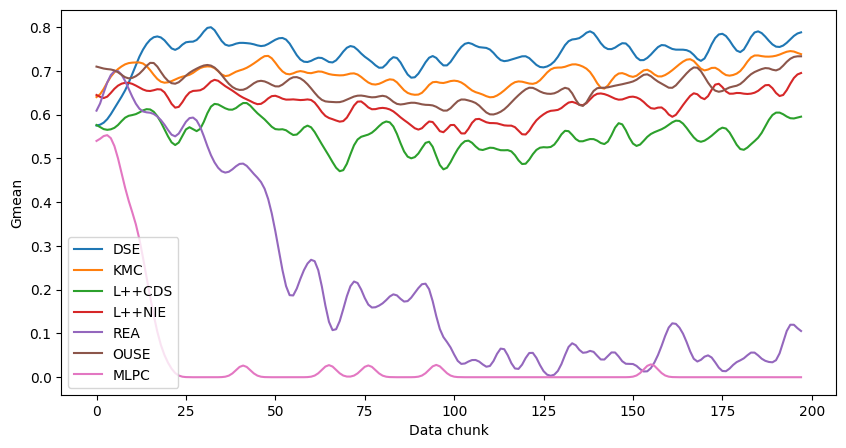 0.8
0.7
0.6
0.5
0.4
0.3
0.2
0.1
0.0
Gmean
DSE
KMC
L++CDS
L++NIE
REA
OUSE
MLPC
0 25 50 75 100 125 150 175 200
Data chunk